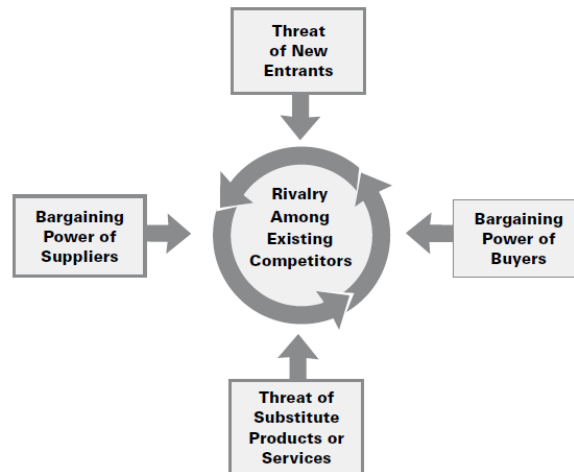 Threat
of New
Entrants
Rivalry
Among
Existing
Competitors
Bargaining
Power of
Suppliers
Bargaining
Power of
Buyers
Threat of
Substitute
Products or
Services